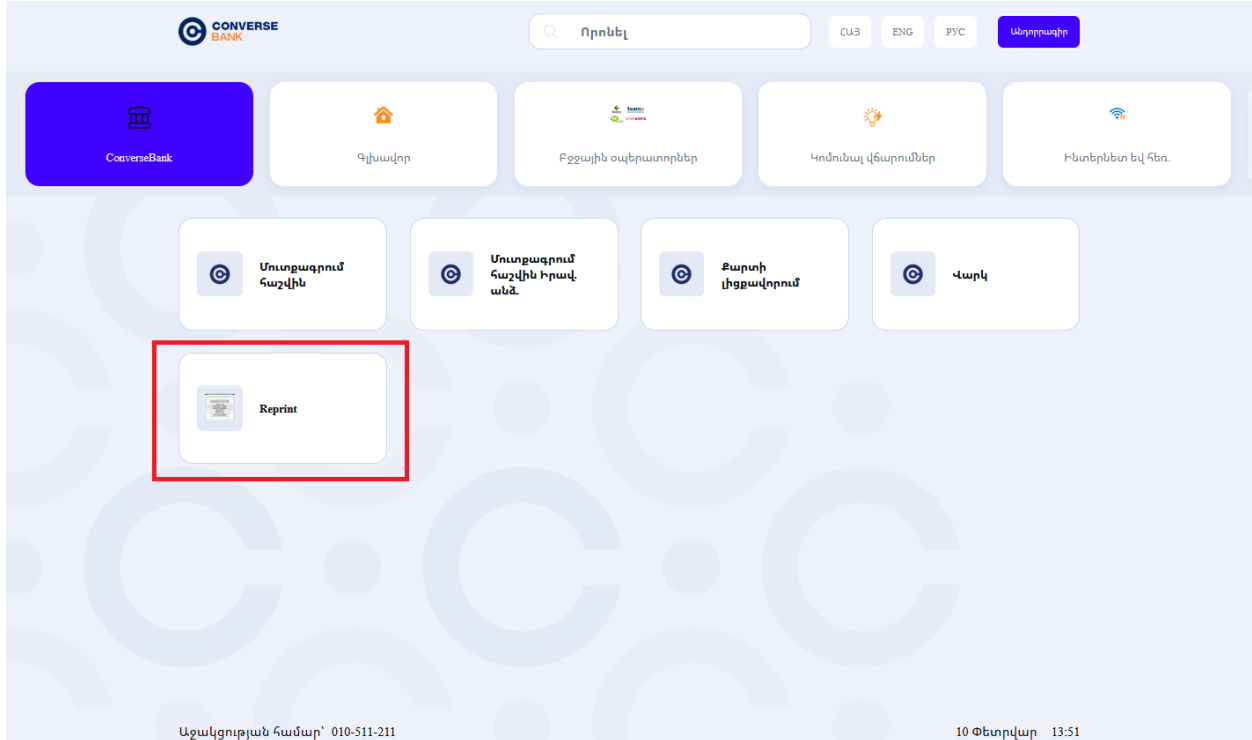 CONVERSE
BANK
Որոնել
ՀԱՅ
ENG
РУС
Անդորրագիր
ConverseBank
Գլխավոր
Բջջային օպերատորներ
Կոմունալ վճարումներ
Ինտերնետ եվ հեռ.
Մուտքագրում
հաշվին
Մուտքագրում
հաշվին Իրավ.
անձ.
Քարտի
լիցքավորում
Վարկ
Reprint
Աջակցության համար՝ 010-511-211
10 Փետրվար 13:51